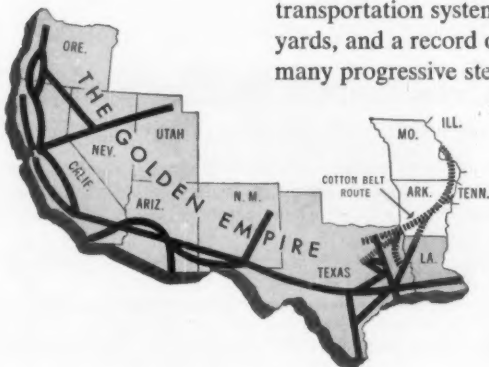 transportation system
yards, and a record o
many progressive ste
ORE.
THE GOLDEN EMPIRE
NEV.
UTAH
CALIF.
ARIZ.
N.M.
TEXAS
MO.
ILL.
COTTON BELT
ROUTE
ARK.
TENN.
LA.